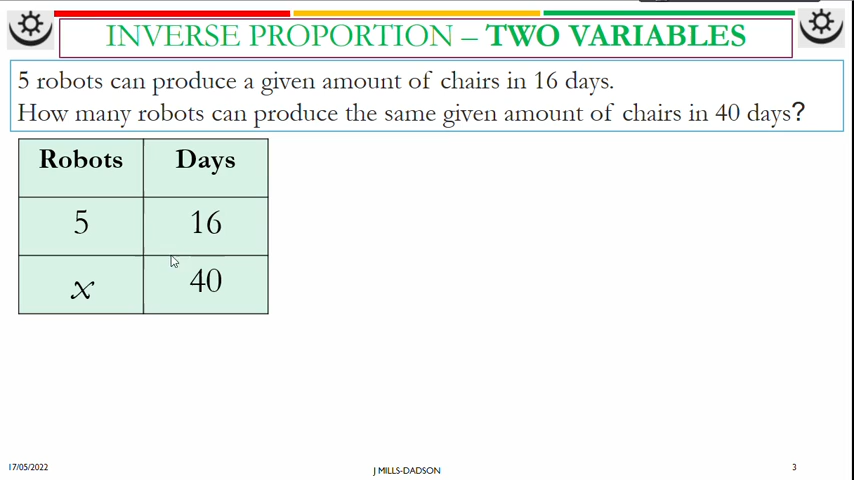 INVERSE PROPORTION – TWO VARIABLES
5 robots can produce a given amount of chairs in 16 days.
How many robots can produce the same given amount of chairs in 40 days?
Robots Days
5 16
x 40
17/05/2022 J MILLS-DADSON 3